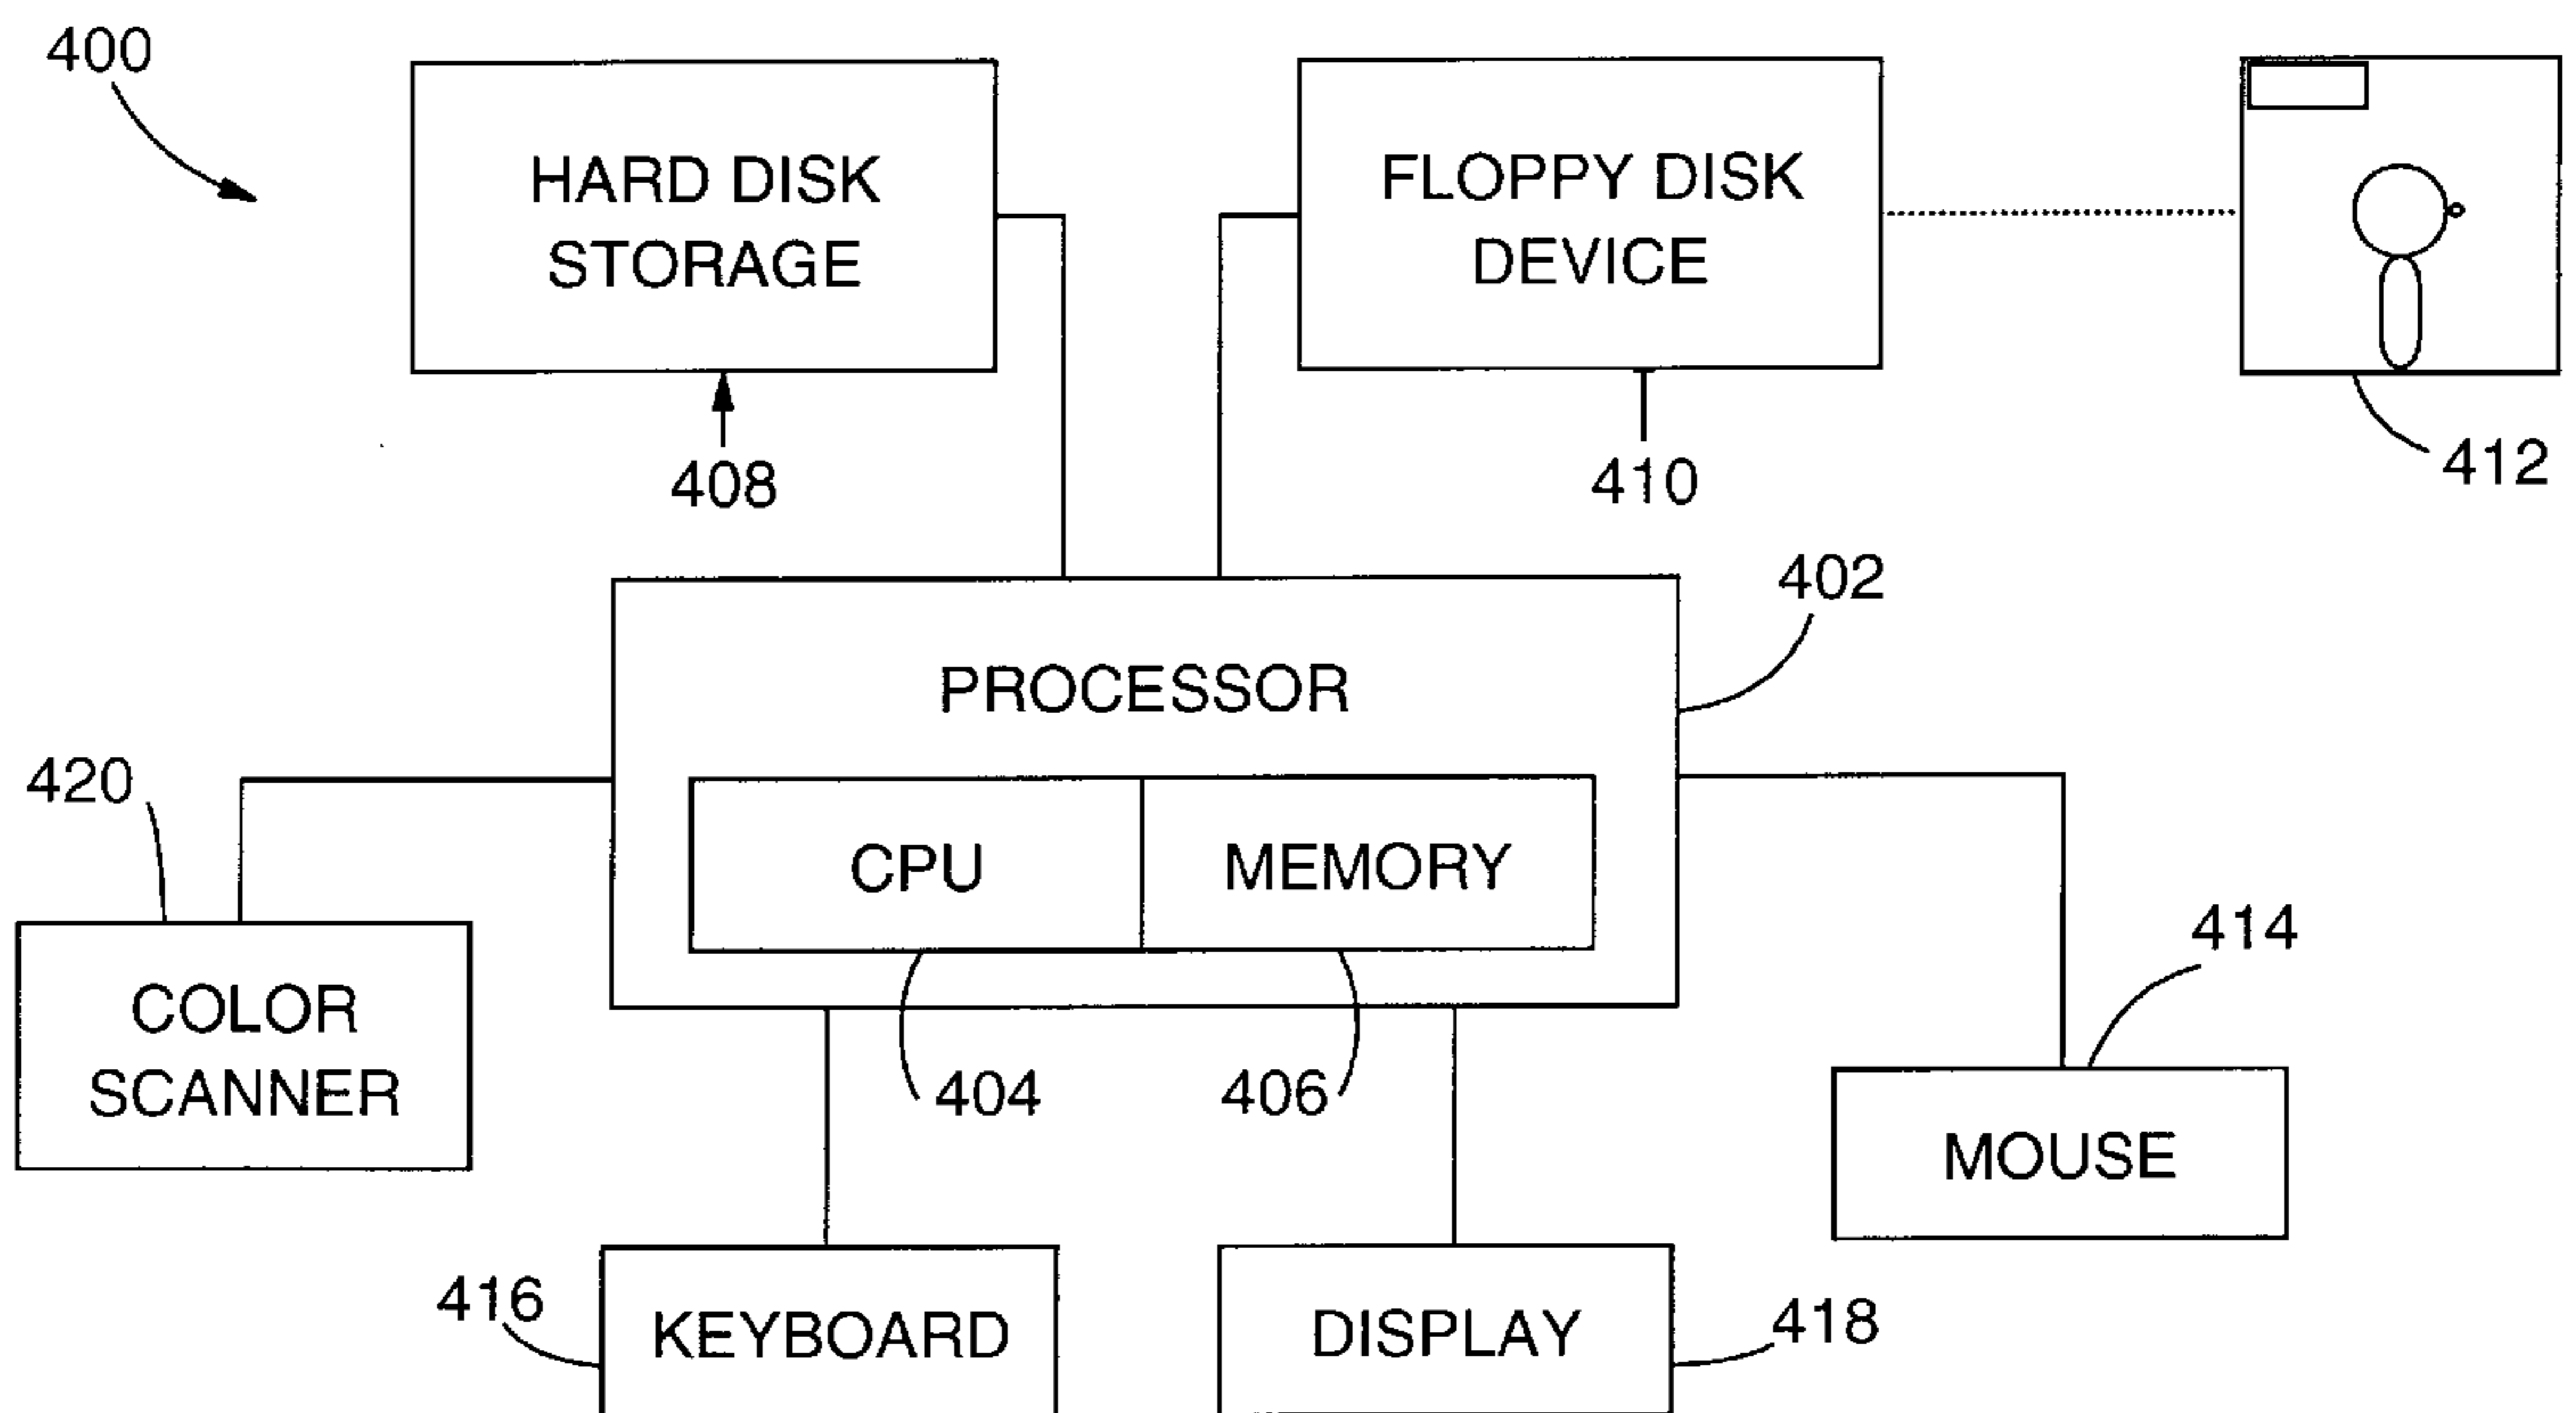 400
HARD DISK
STORAGE
FLOPPY DISK
DEVICE
408
410
412
402
PROCESSOR
420
CPU
MEMORY
414
COLOR
SCANNER
404
406
MOUSE
416
KEYBOARD
DISPLAY
418